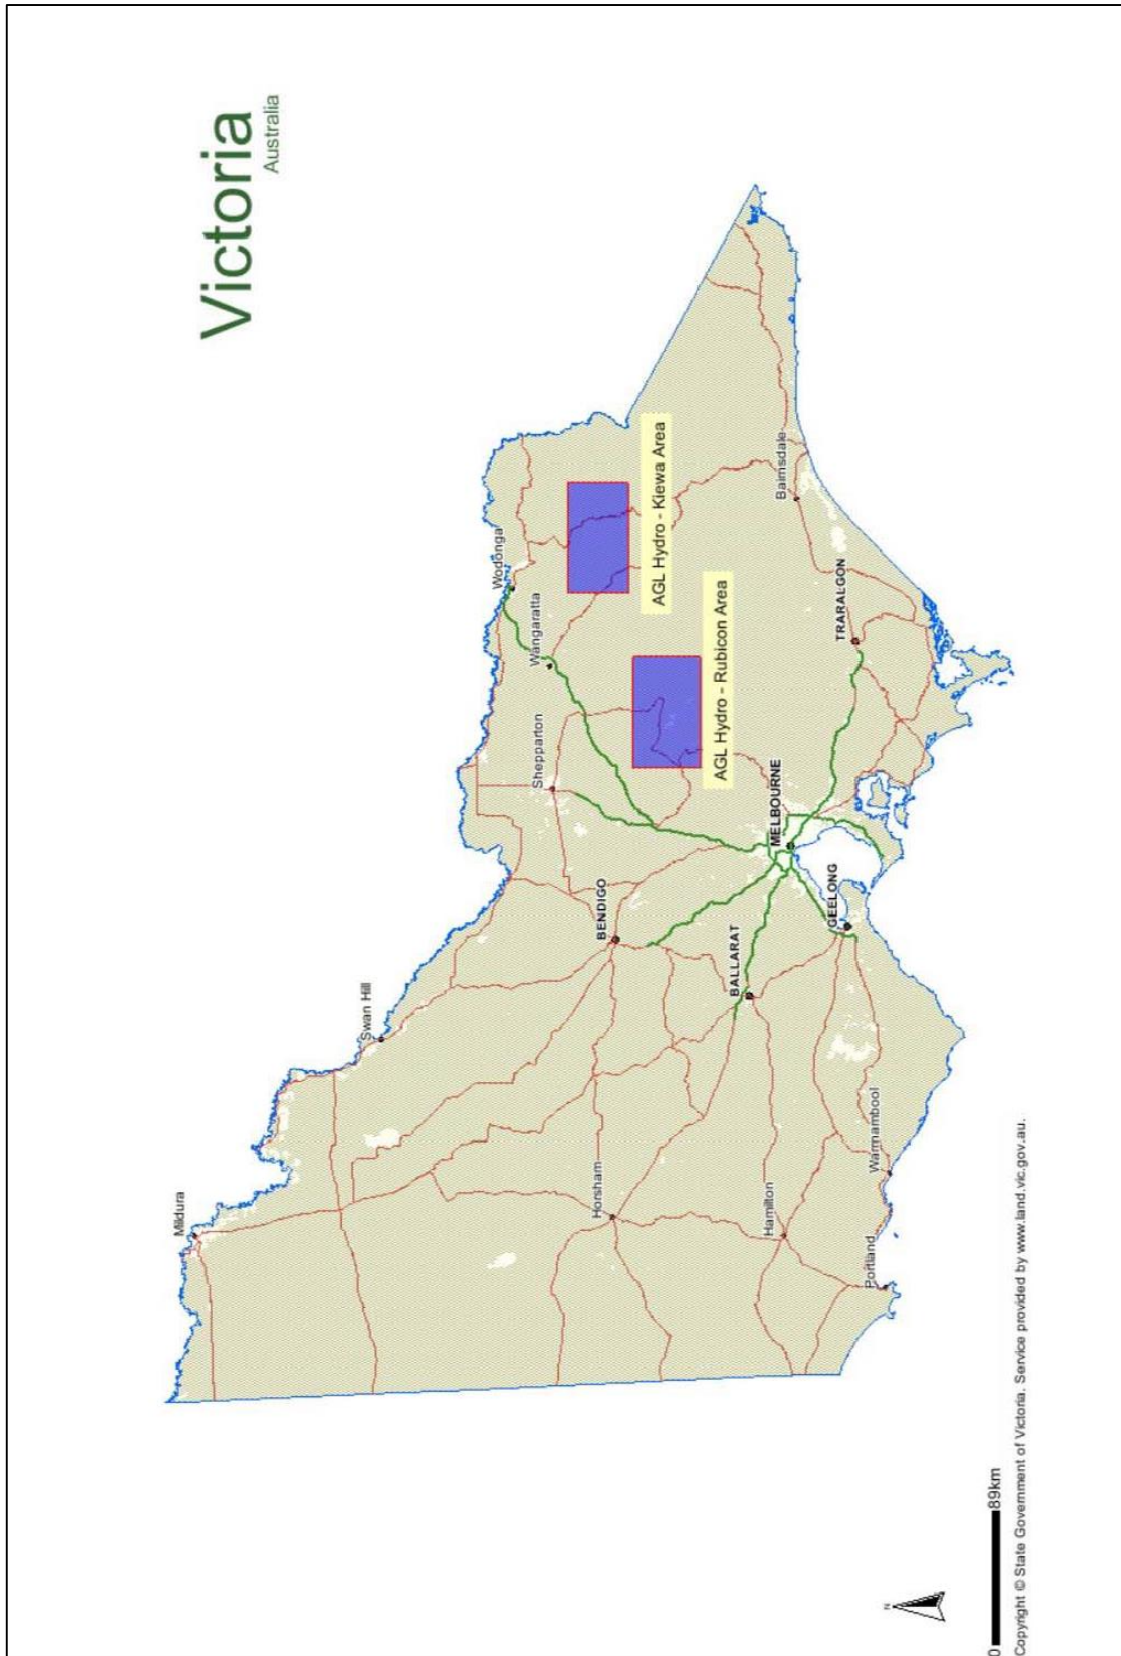 Victoria
Australia
Mildura
Swan Hill
Wodonga
Wangaratta
Shepparton
AGL Hydro - Kiewa Area
AGL Hydro - Rubicon Area
BENDIGO
Horsham
BALLARAT
MELBOURNE
GEELONG
TRARALGON
Bairnsdale
Hamilton
Warrnambool
Portland
N
0 89km
Copyright © State Government of Victoria. Service provided by www.land.vic.gov.au.